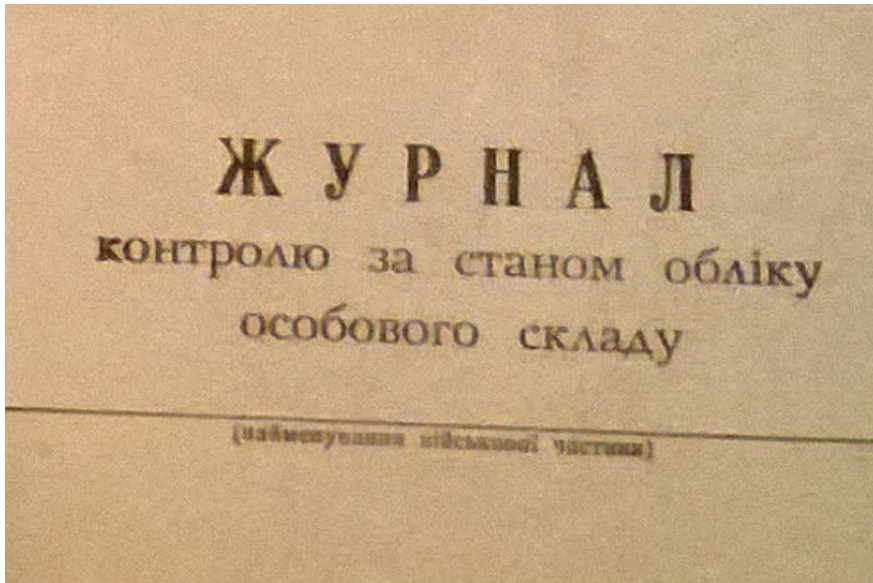 ЖУРНАЛ
контролю за станом обліку
особового складу
(найменування військової частини)